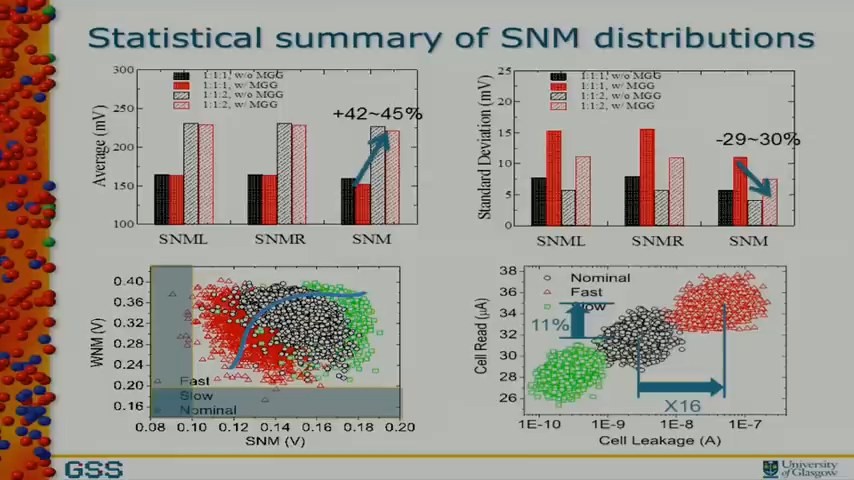 Statistical summary of SNM distributions
300
250
200
150
100
Average (mV)
1:1:1, w/o MGG
1:1:1, w/ MGG
1:1:2, w/o MGG
1:1:2, w/ MGG
+42~45%
SNML
SNMR
SNM
25
20
15
10
5
0
Standard Deviation (mV)
1:1:1, w/o MGG
1:1:1, w/ MGG
1:1:2, w/o MGG
1:1:2, w/ MGG
-29~30%
SNML
SNMR
SNM
0.40
0.36
0.32
0.28
0.24
0.20
0.16
WNM (V)
Fast
Slow
Nominal
0.08
0.10
0.12
0.14
0.16
0.18
0.20
SNM (V)
38
36
34
32
30
28
26
Cell Read (μA)
Nominal
Fast
11%
X16
1E-10
1E-9
1E-8
1E-7
Cell Leakage (A)
GSS
University
of Glasgow